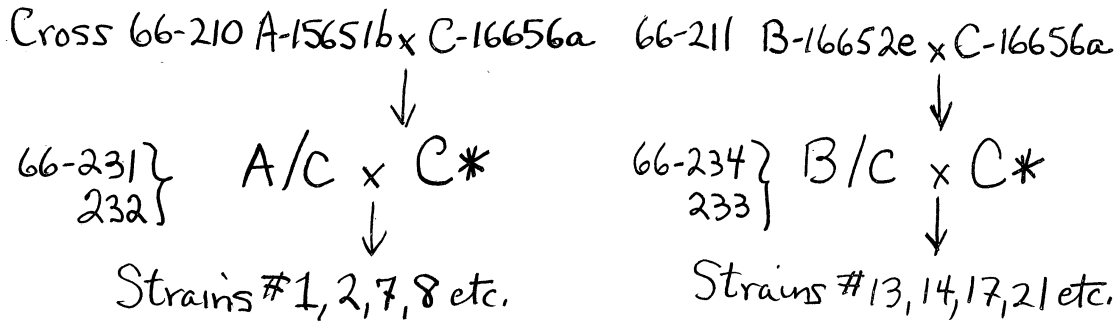 Cross 66-210 A-15651b x C-16656a 66-211 B-16652e x C-16656a
66-231} A/C x C* 66-234} B/C x C*
232 233
Strains #1, 2, 7, 8 etc. Strains #13, 14, 17, 21 etc.